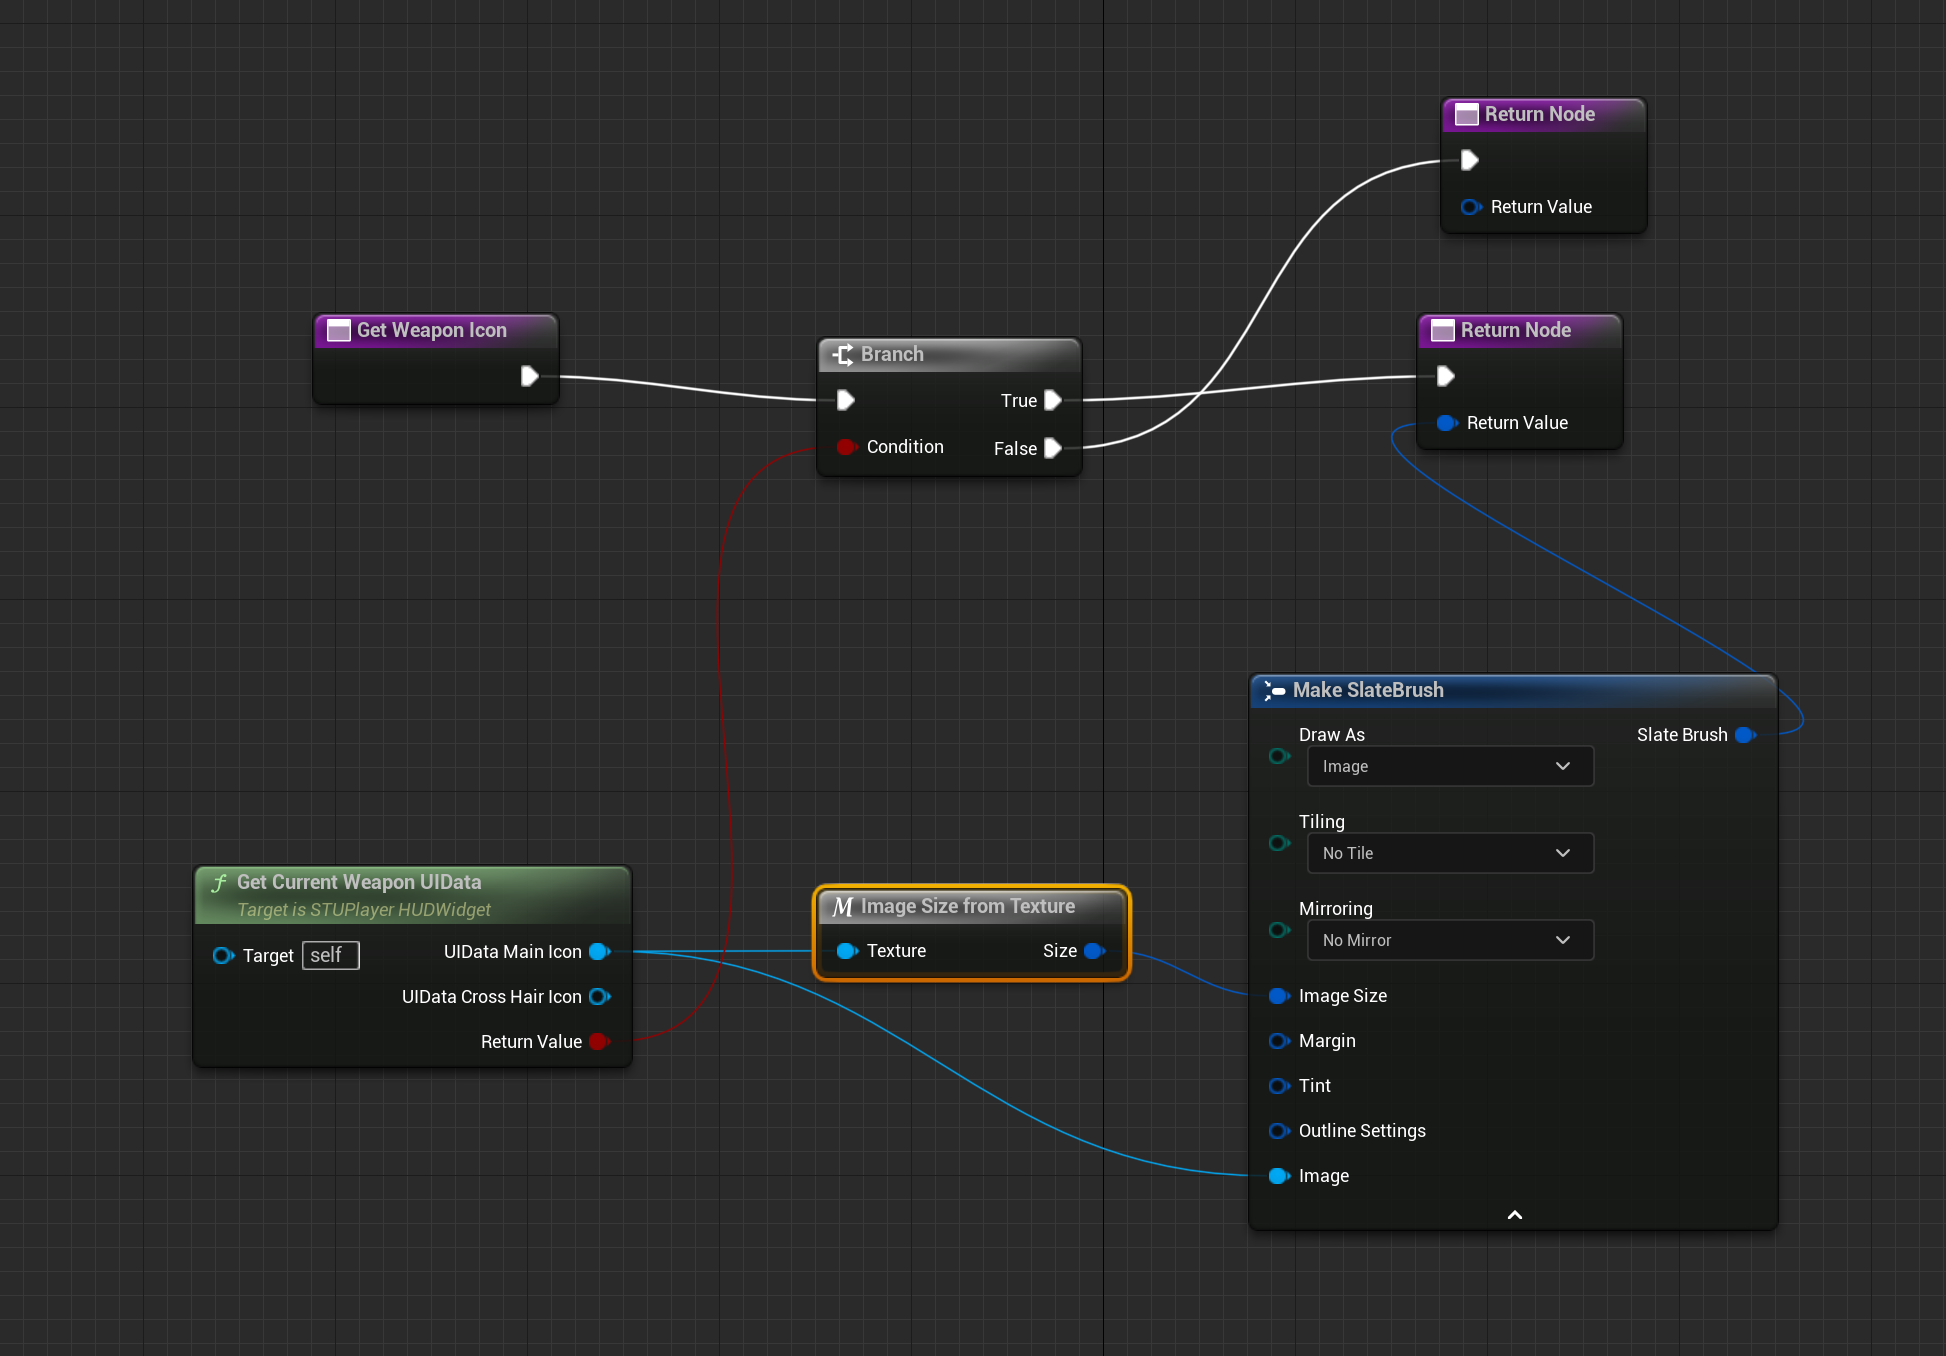 Return Node
Return Value
Get Weapon Icon
Branch
True
Condition
False
Return Node
Return Value
Make SlateBrush
Draw As
Slate Brush
Image
Tiling
No Tile
Mirroring
No Mirror
Image Size
Margin
Tint
Outline Settings
Image
Get Current Weapon UIData
Target is STUPlayer HUDWidget
Target self
UIData Main Icon
UIData Cross Hair Icon
Return Value
Image Size from Texture
Texture
Size